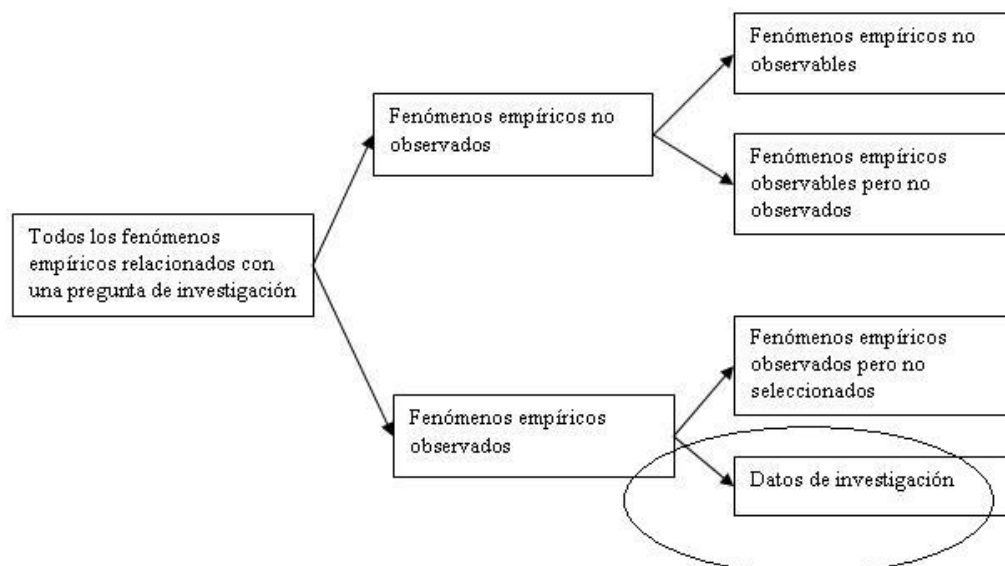 Fenómenos empíricos no
observables
Fenómenos empíricos no
observados
Fenómenos empíricos
observables pero no
observados
Todos los fenómenos
empíricos relacionados con
una pregunta de investigación
Fenómenos empíricos
observados pero no
seleccionados
Fenómenos empíricos
observados
Datos de investigación